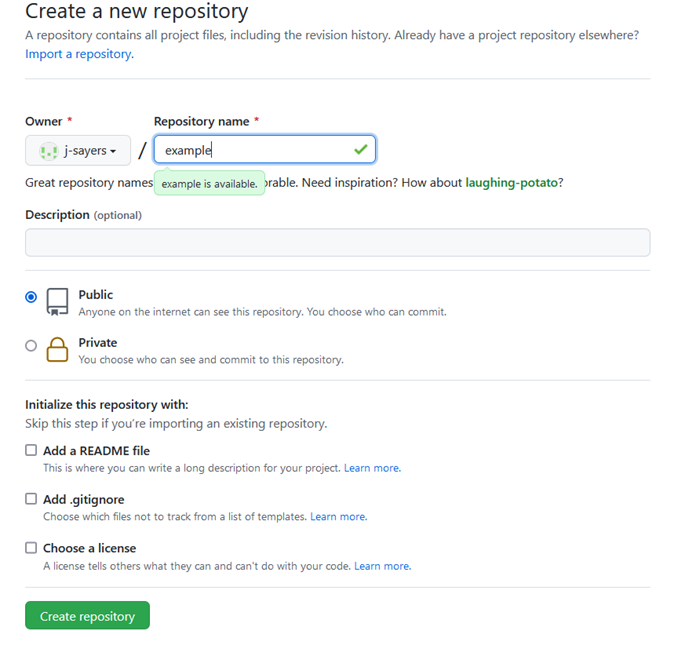 Create a new repository
A repository contains all project files, including the revision history. Already have a project repository elsewhere?
Import a repository.
Owner * Repository name *
j-sayers / example
Great repository names example is available. orable. Need inspiration? How about laughing-potato?
Description (optional)
Public
Anyone on the internet can see this repository. You choose who can commit.
Private
You choose who can see and commit to this repository.
Initialize this repository with:
Skip this step if you're importing an existing repository.
Add a README file
This is where you can write a long description for your project. Learn more.
Add .gitignore
Choose which files not to track from a list of templates. Learn more.
Choose a license
A license tells others what they can and can't do with your code. Learn more.
Create repository